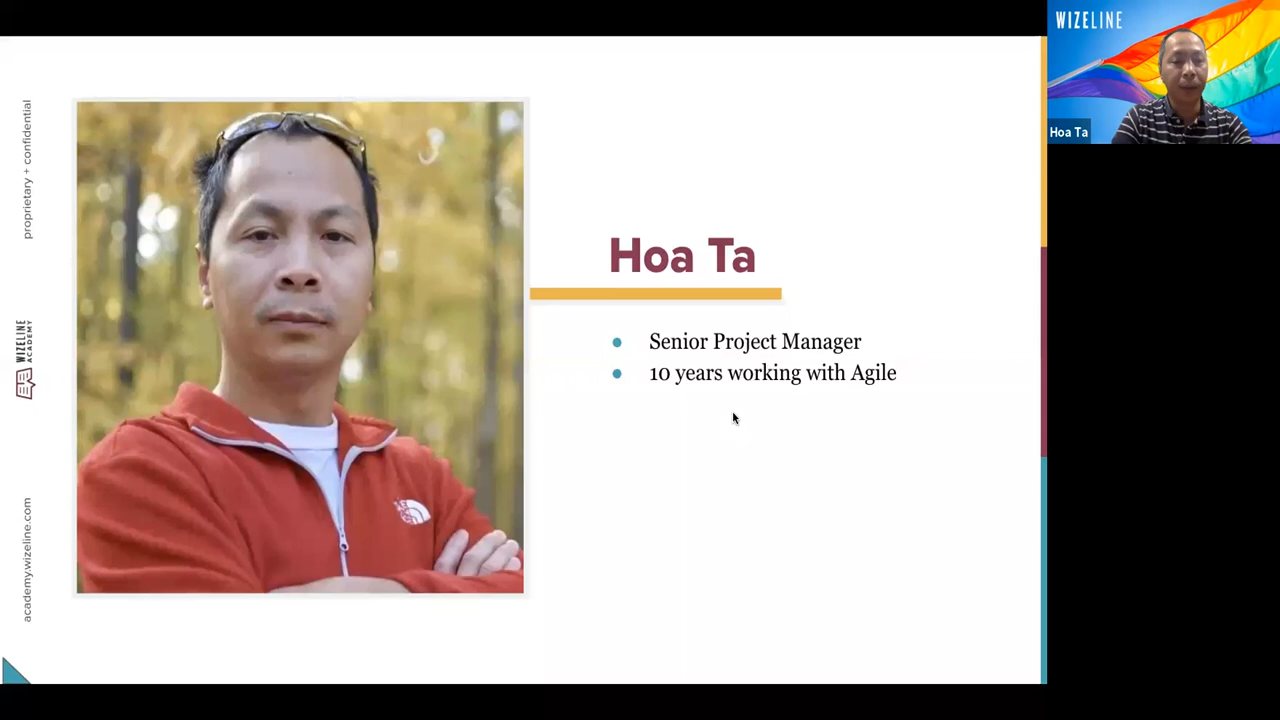 proprietary + confidential
WIZELINE
ACADEMY
academy.wizeline.com
Hoa Ta
Senior Project Manager
10 years working with Agile
WIZELINE
Hoa Ta